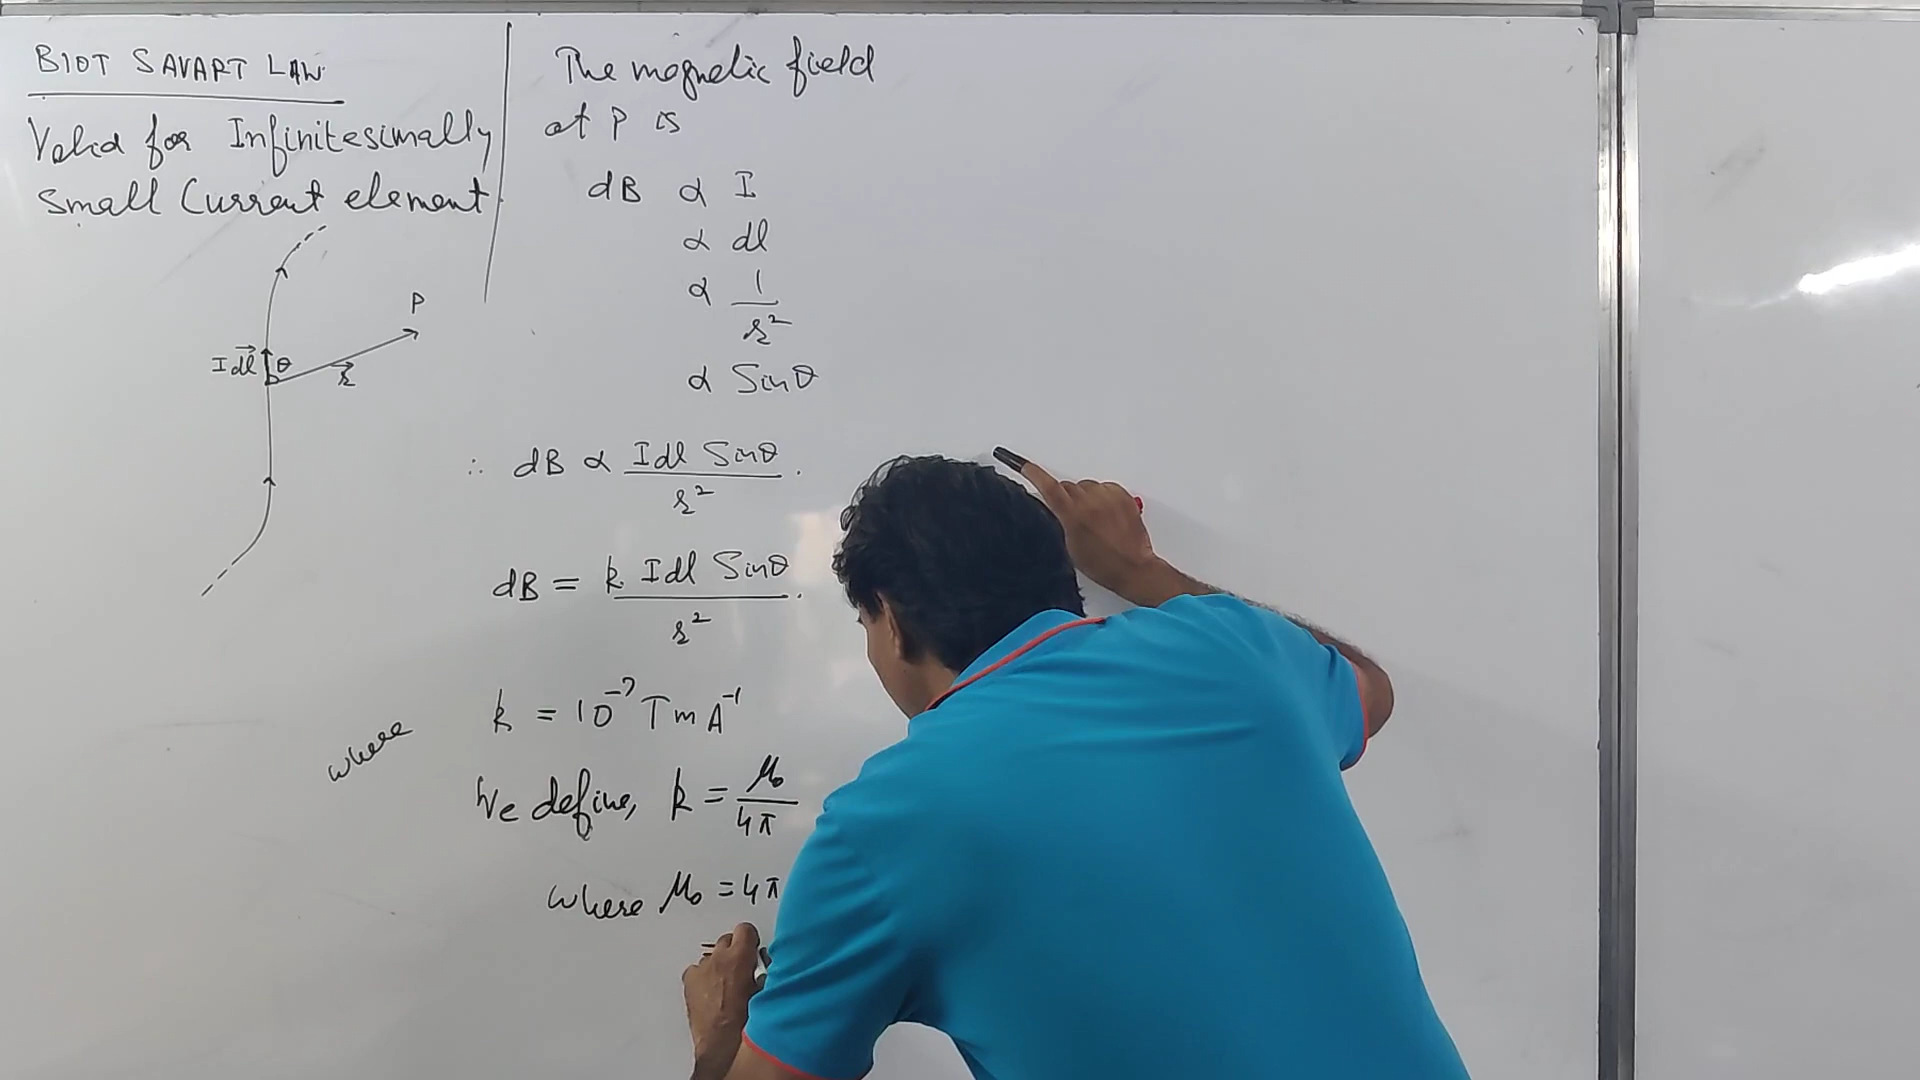 BIOT SAVART LAW
Valid for Infinitesimally
Small Current element.
P
I dl⃗ θ
r⃗
The magnetic field
at P is
dB ∝ I
∝ dl
∝ 1/r²
∝ Sinθ
∴ dB ∝ Idl Sinθ / r² .
dB = k Idl Sinθ / r² .
where k = 10⁻⁷ T m A⁻¹
We define, k = μ₀/4π
where μ₀ = 4π
=